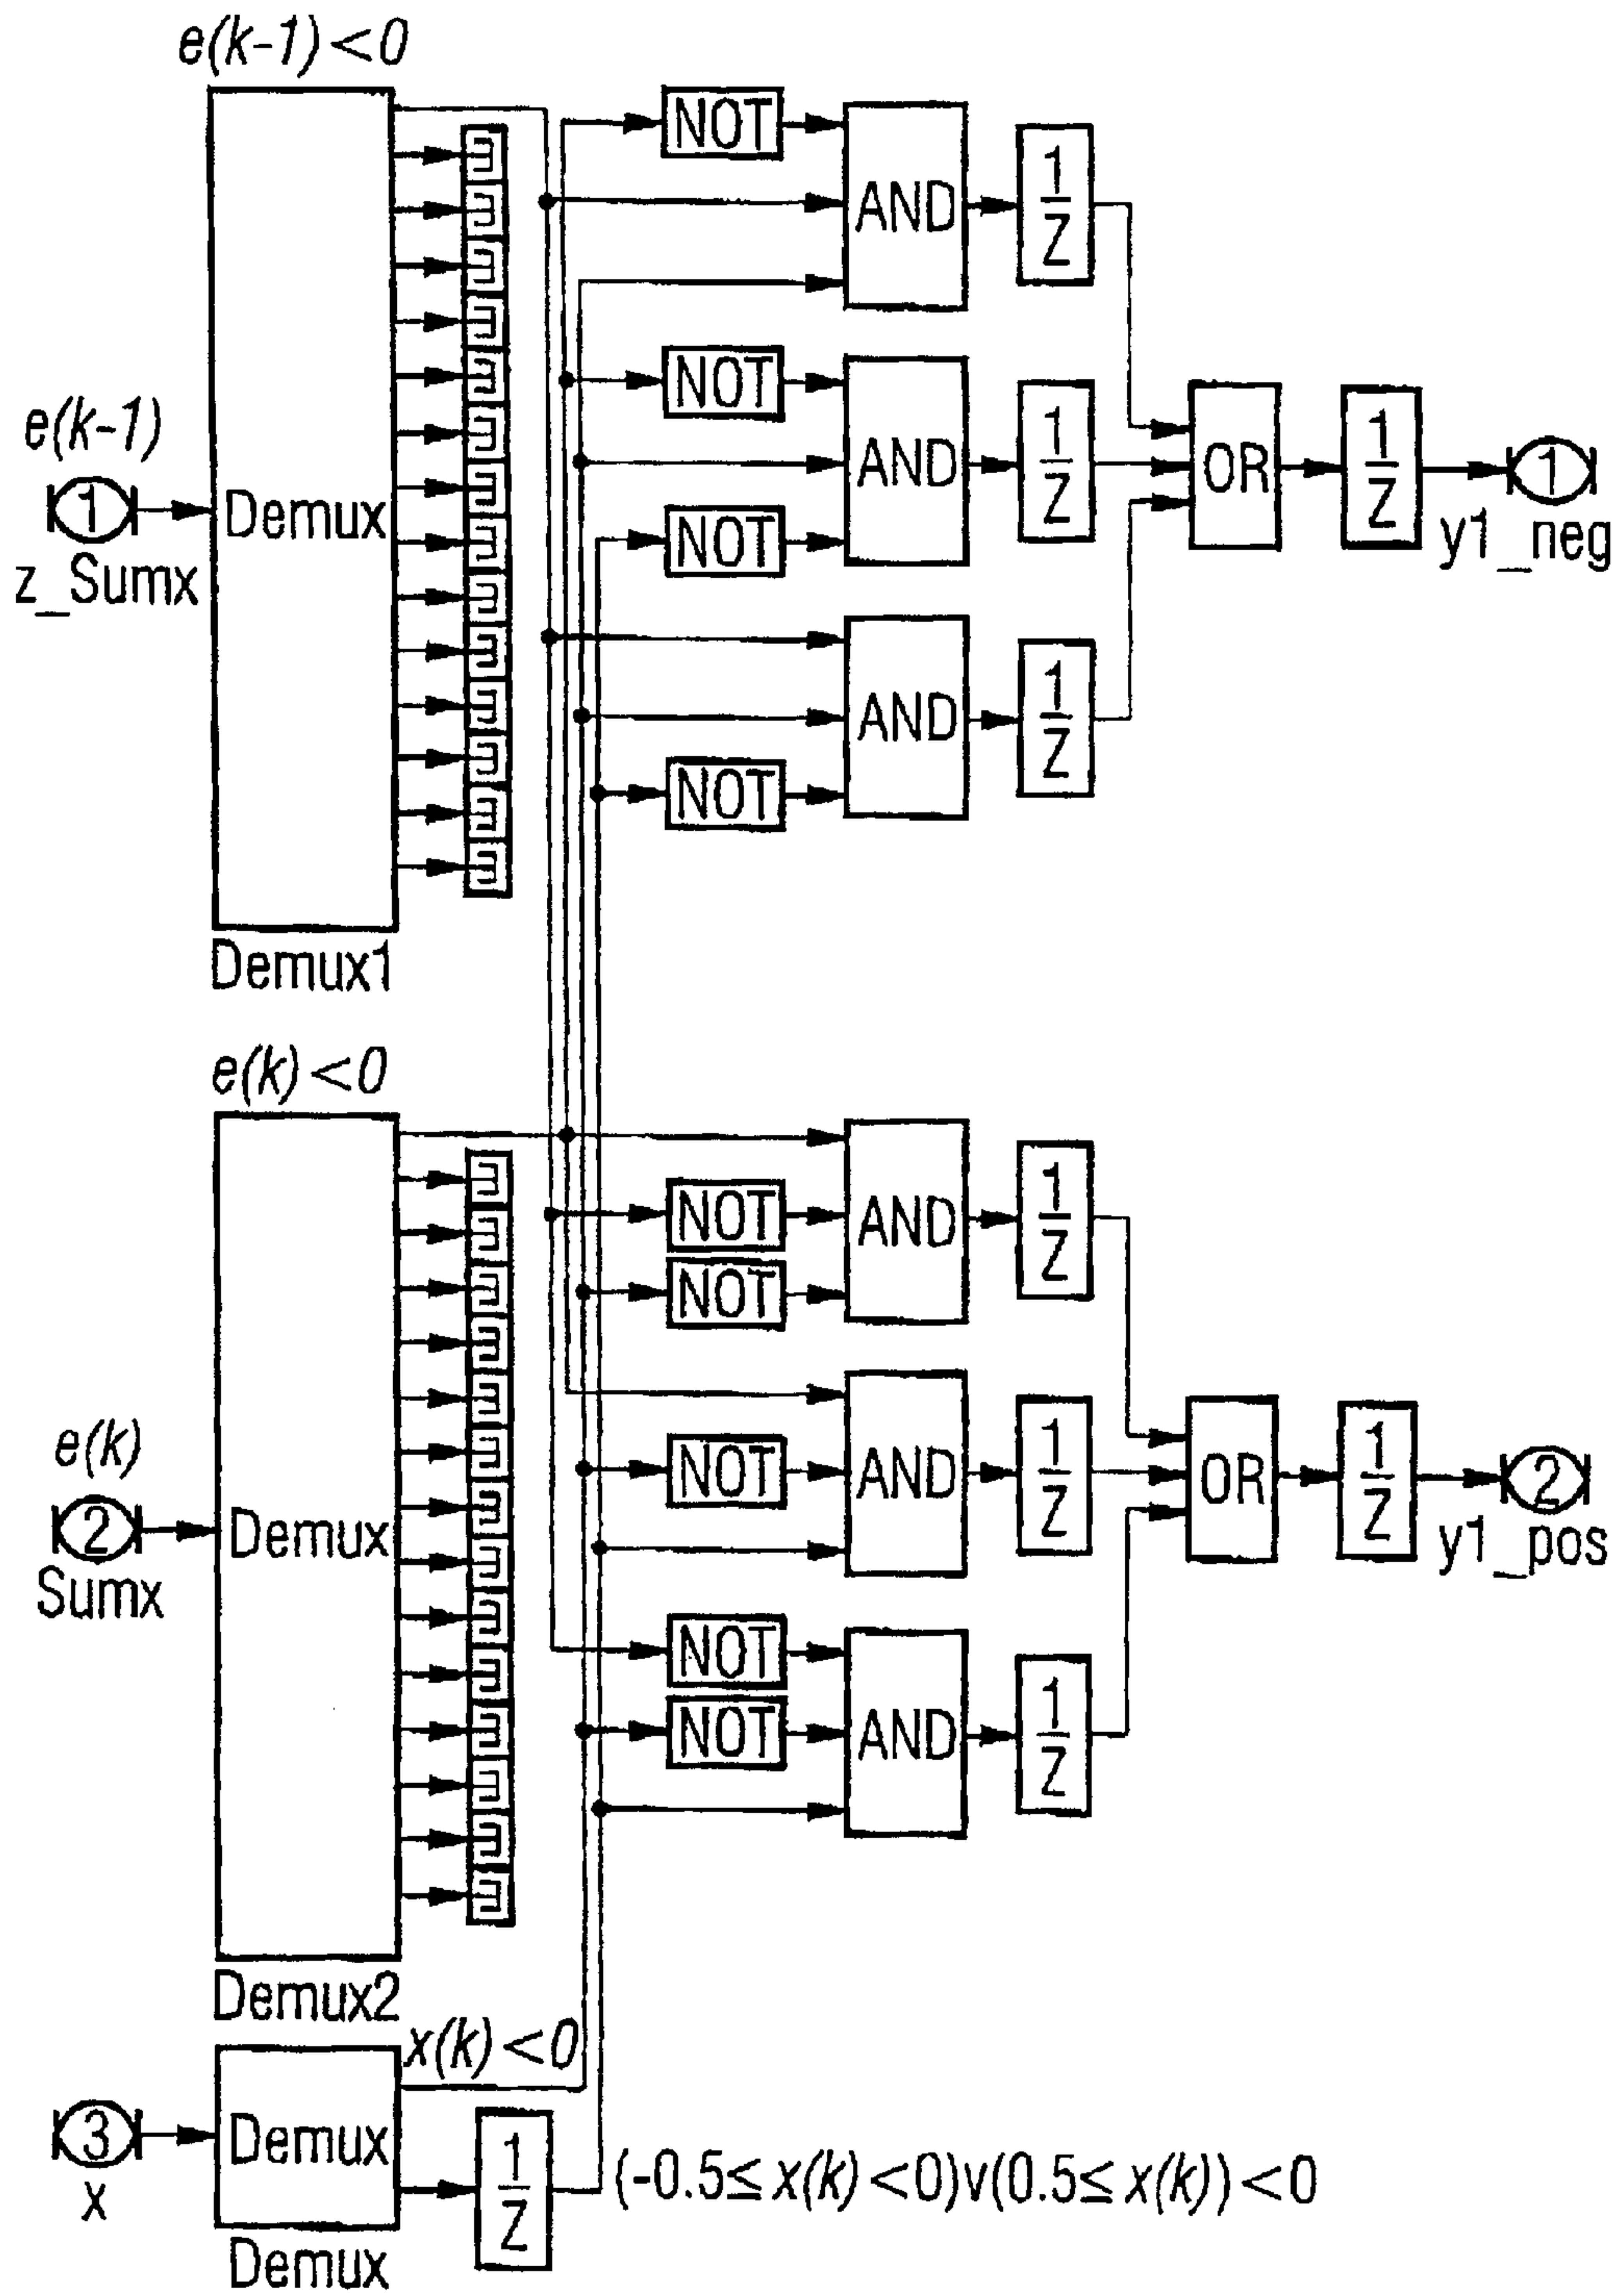 e(k-1)<0
e(k-1)
1
z_Sumx
Demux
Demux1
NOT
AND
1
Z
NOT
NOT
AND
1
Z
NOT
AND
1
Z
OR
1
Z
1
y1_neg
e(k)<0
e(k)
2
Sumx
Demux
Demux2
NOT
NOT
AND
1
Z
NOT
AND
1
Z
NOT
NOT
AND
1
Z
OR
1
Z
2
y1_pos
x(k)<0
3
x
Demux
Demux
1
Z
(-0.5≤ x(k)<0)v(0.5≤ x(k))<0